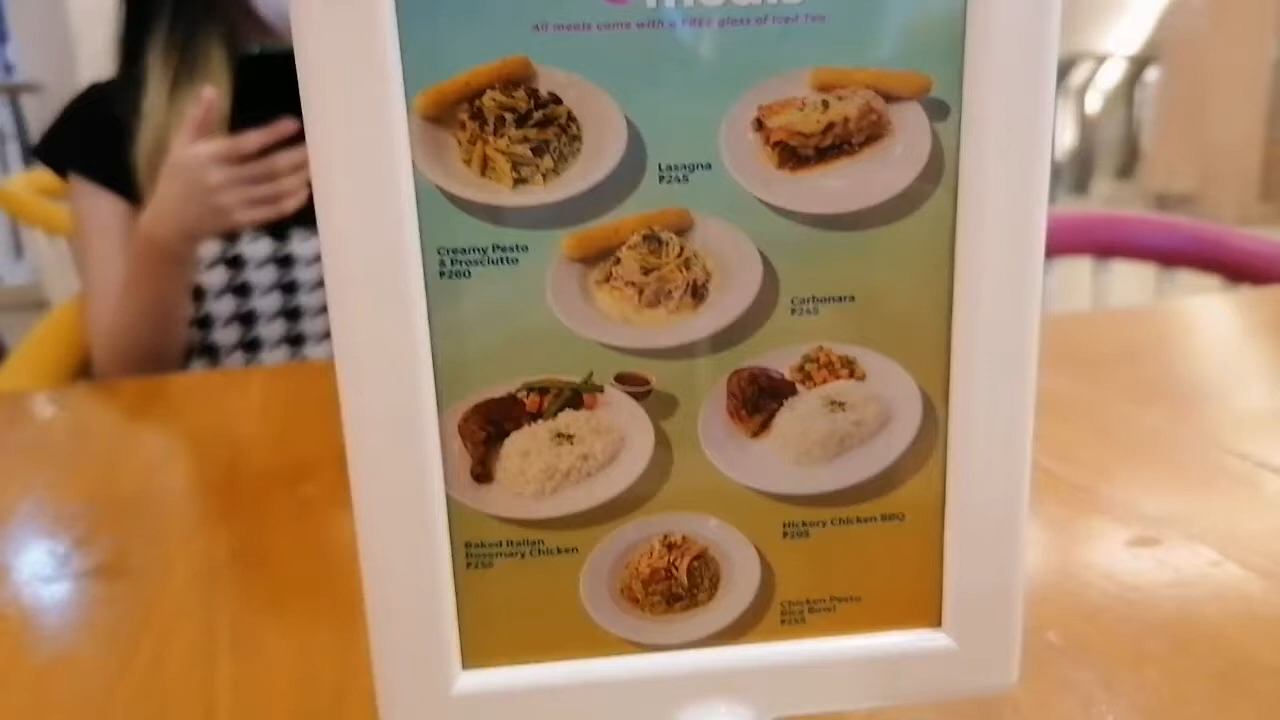 meals
All meals come with a FREE glass of Iced Tea
Lasagna
₱245
Creamy Pesto
& Prosciutto
₱260
Carbonara
₱245
Baked Italian
Rosemary Chicken
Hickory Chicken BBQ
Chicken Pesto
Rice Bowl